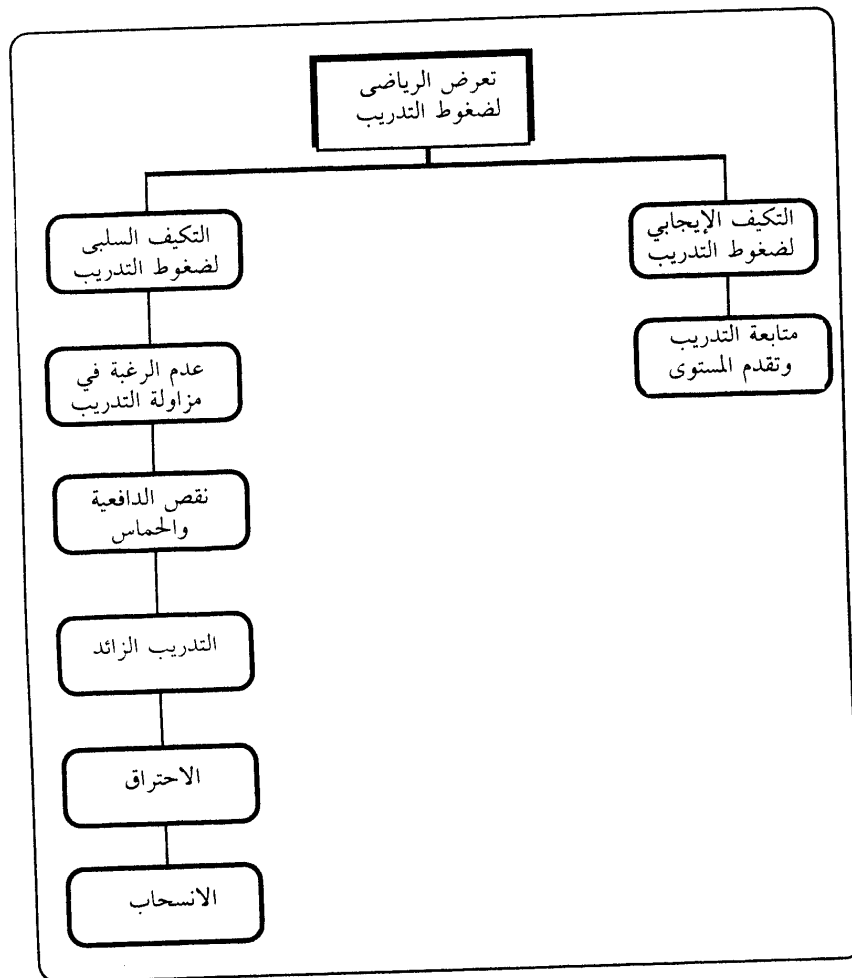 تعرض الرياضى
لضغوط التدريب
التكيف الإيجابي
لضغوط التدريب
متابعة التدريب
وتقدم المستوى
التكيف السلبى
لضغوط التدريب
عدم الرغبة في
مزاولة التدريب
نقص الدافعية
والحماس
التدريب الزائد
الاحتراق
الانسحاب